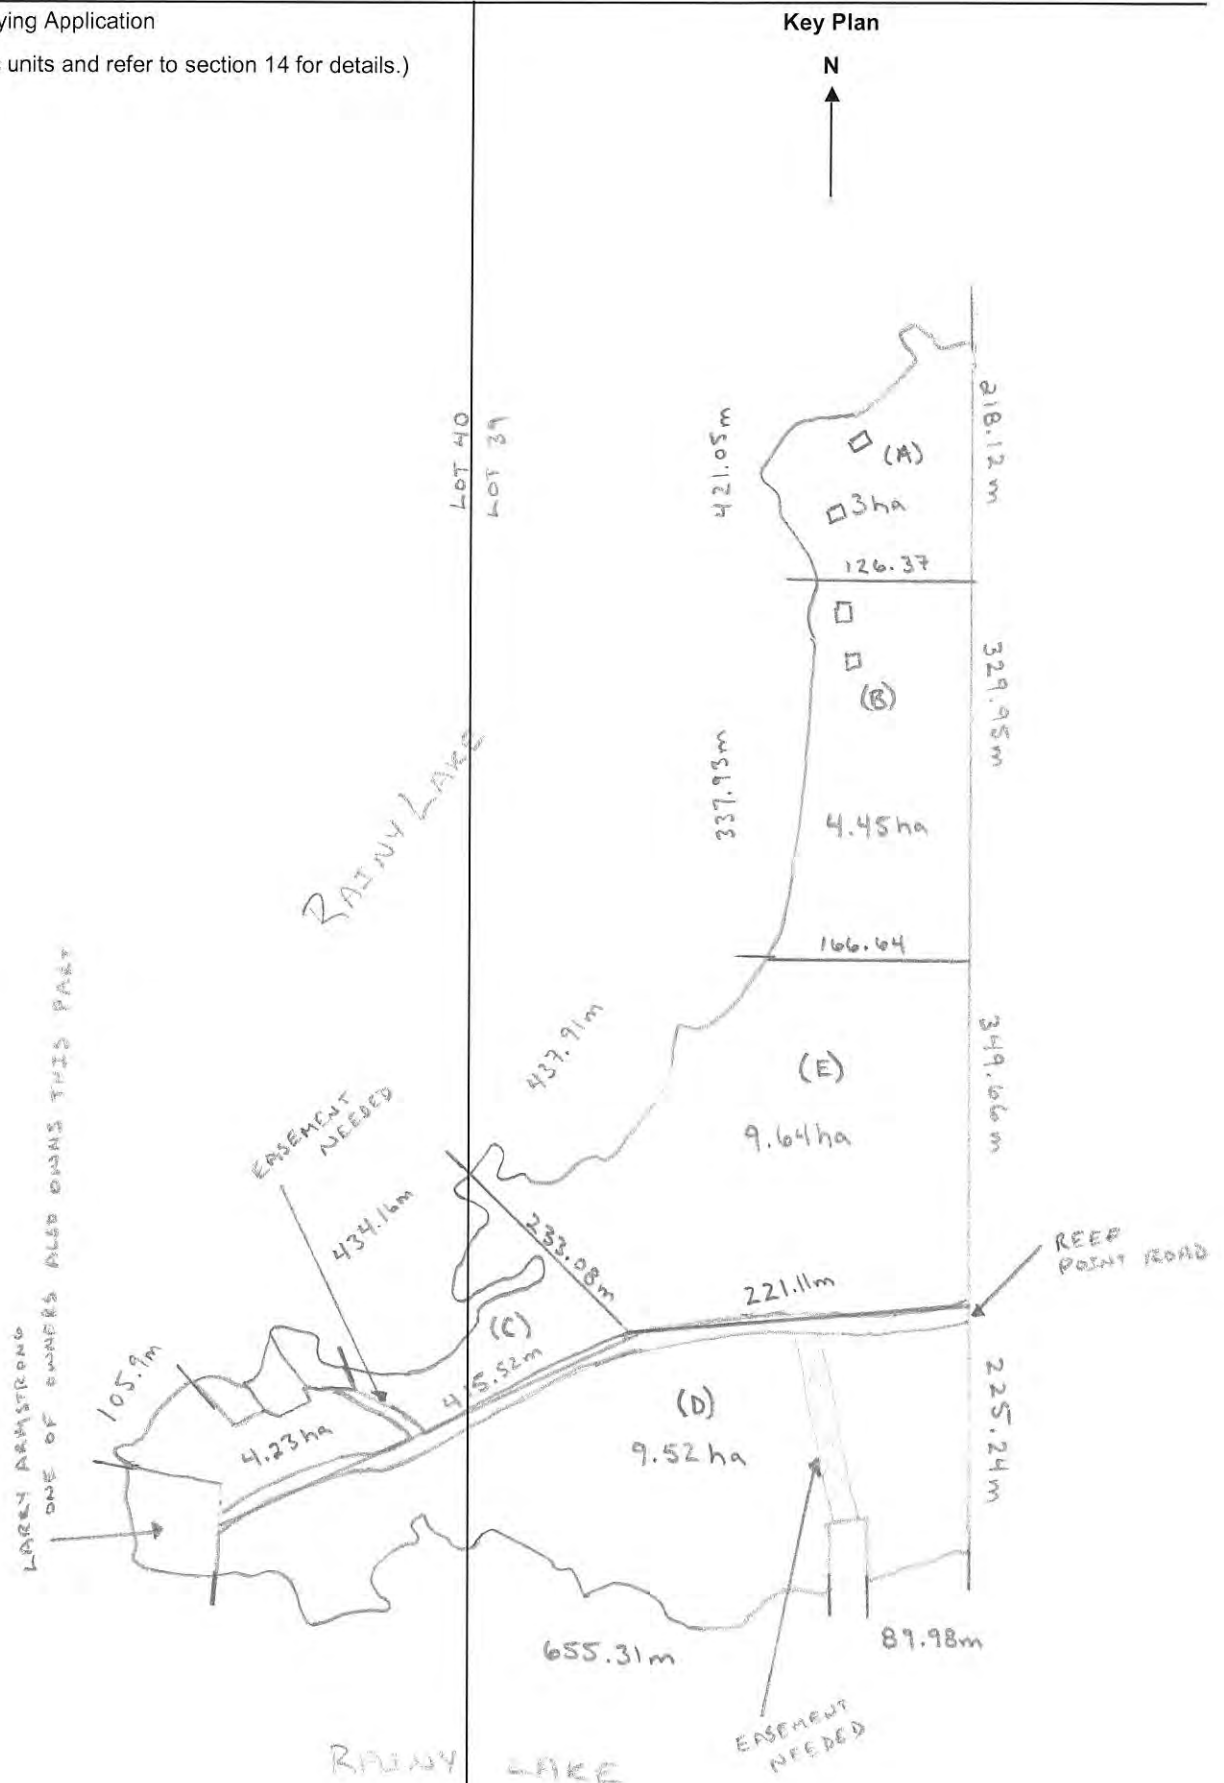 ying Application
units and refer to section 14 for details.)
Key Plan
N
LOT 40
LOT 39
421.05m
218.12m
(A)
3ha
126.37
329.95m
(B)
337.93m
4.45ha
RAINY LAKE
166.64
437.91m
349.66m
(E)
9.64ha
EASEMENT
NEEDED
434.16m
233.08m
REEF
POINT ROAD
221.11m
(C)
415.52m
105.9m
4.23ha
(D)
9.52ha
225.24m
LARRY ARMSTRONG
ONE OF OWNERS ALSO OWNS THIS PART
655.31m
89.98m
EASEMENT
NEEDED
RAINY LAKE